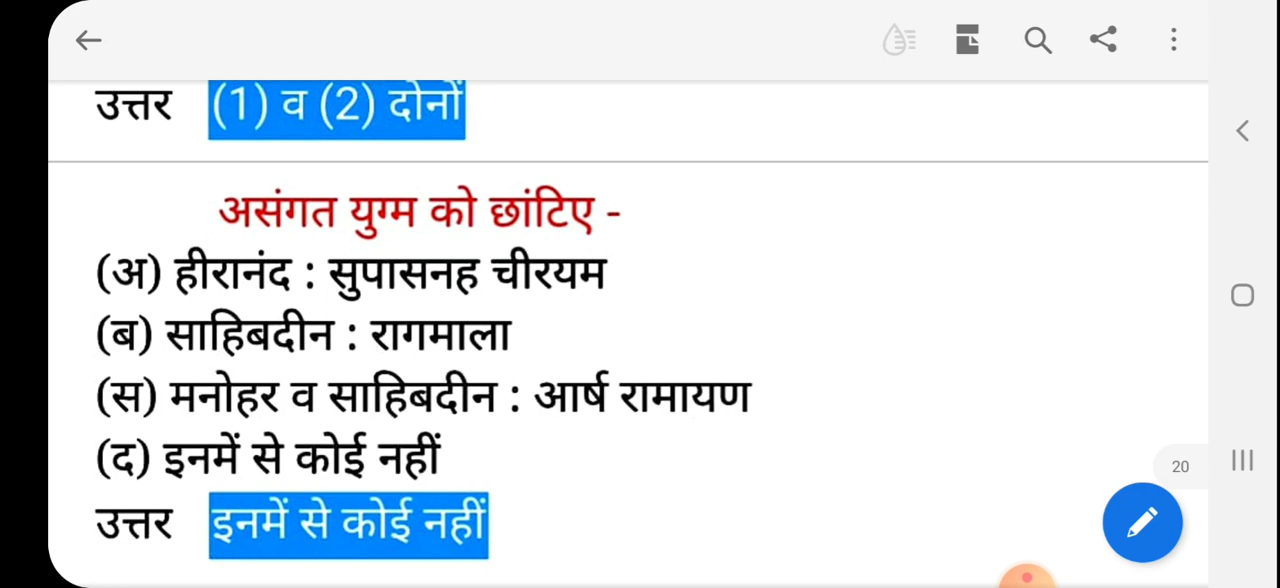 उत्तर (1) व (2) दोनों
असंगत युग्म को छांटिए -
(अ) हीरानंद : सुपासनह चीरयम
(ब) साहिबदीन : रागमाला
(स) मनोहर व साहिबदीन : आर्ष रामायण
(द) इनमें से कोई नहीं
20
उत्तर इनमें से कोई नहीं